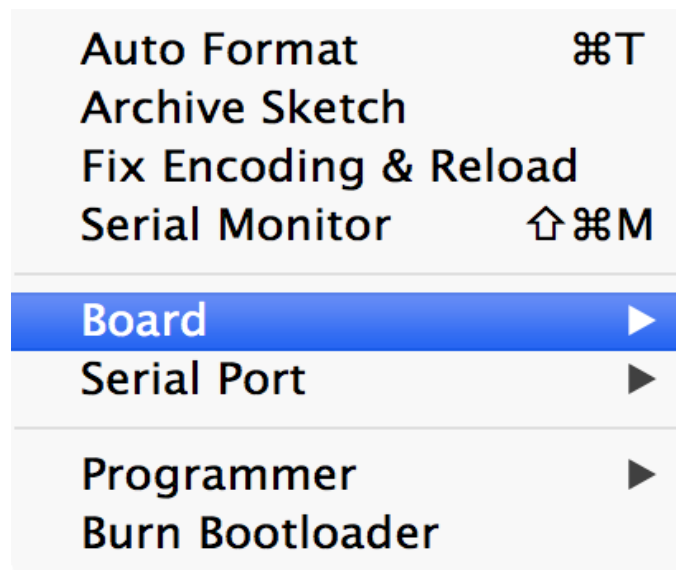 Auto Format ⌘T
Archive Sketch
Fix Encoding & Reload
Serial Monitor ⇧⌘M
Board ▶
Serial Port ▶
Programmer ▶
Burn Bootloader